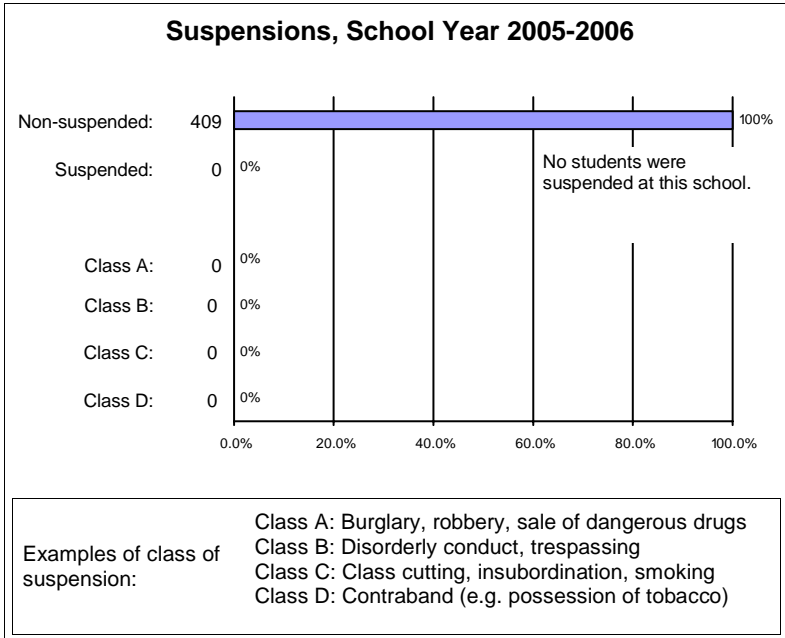 Suspensions, School Year 2005-2006
Non-suspended: 409 100%
Suspended: 0 0%
No students were
suspended at this school.
Class A: 0 0%
Class B: 0 0%
Class C: 0 0%
Class D: 0 0%
0.0% 20.0% 40.0% 60.0% 80.0% 100.0%
Examples of class of
suspension:
Class A: Burglary, robbery, sale of dangerous drugs
Class B: Disorderly conduct, trespassing
Class C: Class cutting, insubordination, smoking
Class D: Contraband (e.g. possession of tobacco)